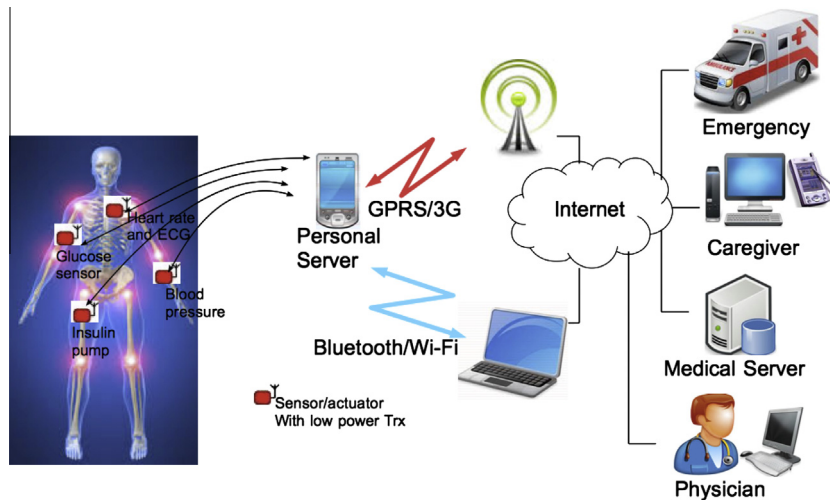 Heart rate
and ECG
Glucose
sensor
Blood
pressure
Insulin
pump
Personal
Server
GPRS/3G
Bluetooth/Wi-Fi
Sensor/actuator
With low power Trx
Internet
AMBULANCE
Emergency
Caregiver
Medical Server
Physician